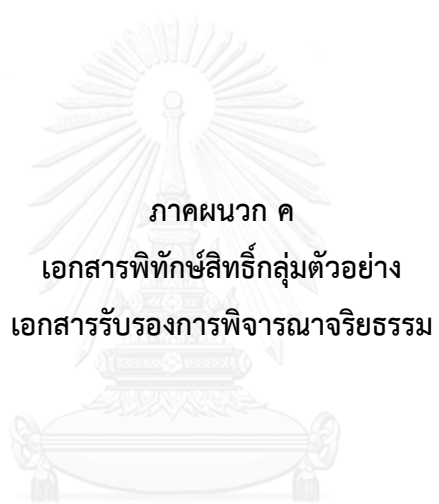 ภาคผนวก ค
เอกสารพิทักษ์สิทธิ์กลุ่มตัวอย่าง
เอกสารรับรองการพิจารณาจริยธรรม